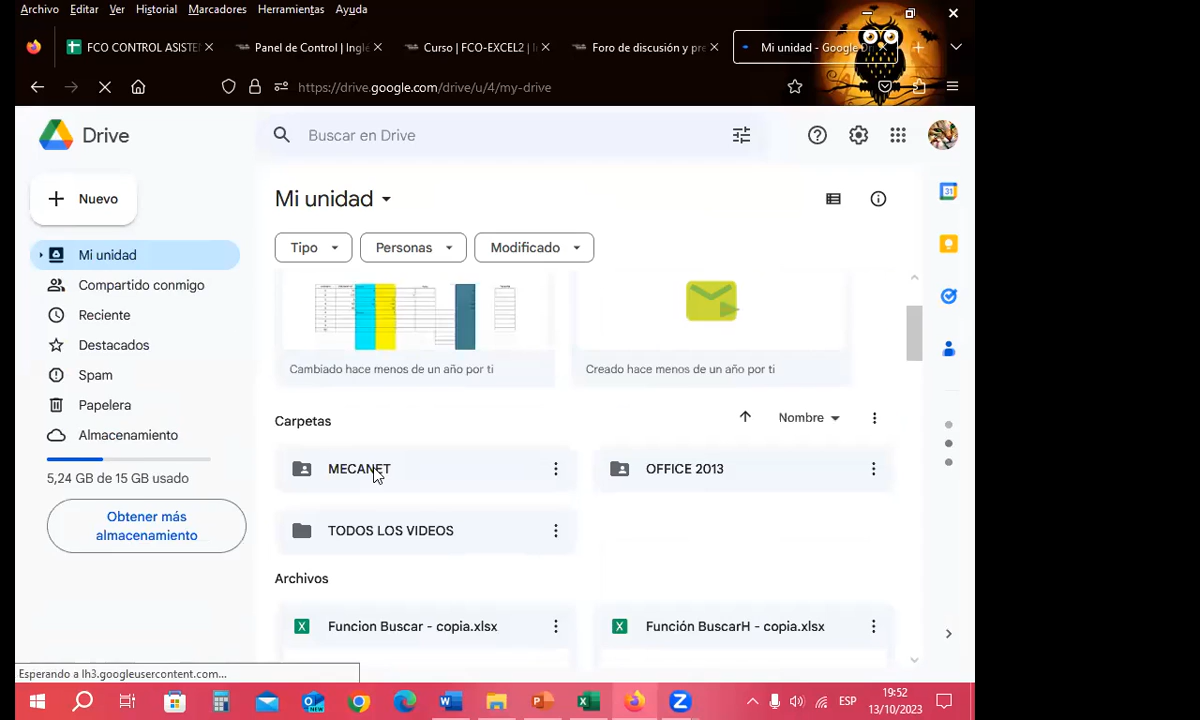 Archivo Editar Ver Historial Marcadores Herramientas Ayuda
FCO CONTROL ASISTE
Panel de Control | Ingle
Curso | FCO-EXCEL2 | I
Foro de discusión y pre
Mi unidad - Google
https://drive.google.com/drive/u/4/my-drive
Drive
Buscar en Drive
Nuevo
Mi unidad
Tipo
Personas
Modificado
Mi unidad
Compartido conmigo
Reciente
Destacados
Spam
Papelera
Almacenamiento
5,24 GB de 15 GB usado
Obtener más
almacenamiento
31
Cambiado hace menos de un año por ti
Creado hace menos de un año por ti
Carpetas
Nombre
MECANET
OFFICE 2013
TODOS LOS VIDEOS
Archivos
Funcion Buscar - copia.xlsx
Función BuscarH - copia.xlsx
Esperando a lh3.googleusercontent.com...
ESP
19:52
13/10/2023